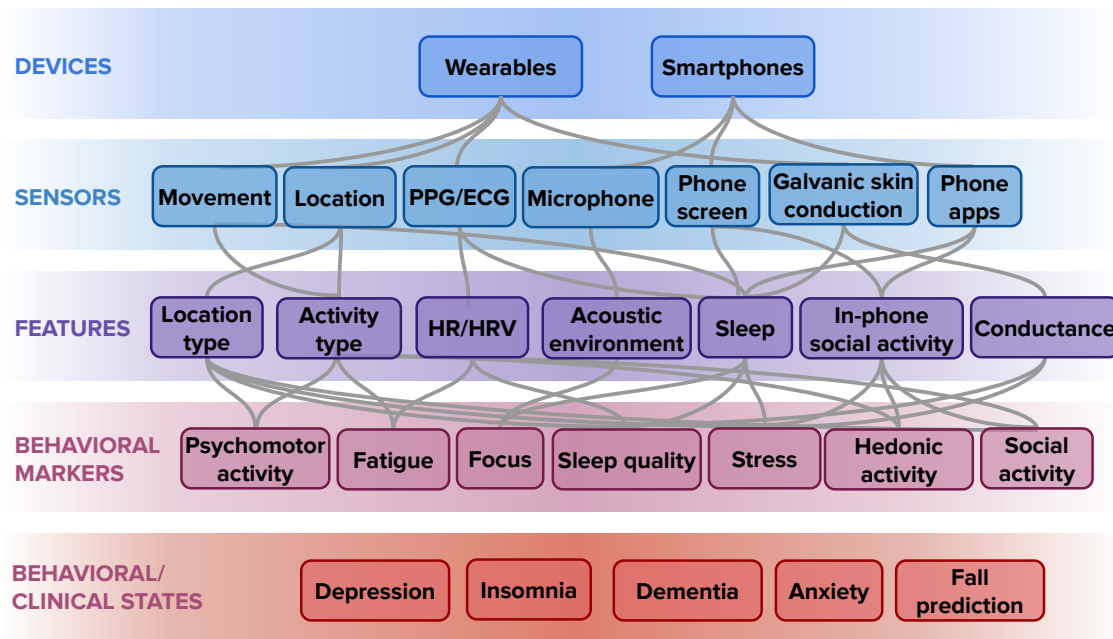 DEVICES
Wearables
Smartphones
SENSORS
Movement
Location
PPG/ECG
Microphone
Phone
screen
Galvanic skin
conduction
Phone
apps
FEATURES
Location
type
Activity
type
HR/HRV
Acoustic
environment
Sleep
In-phone
social activity
Conductance
BEHAVIORAL
MARKERS
Psychomotor
activity
Fatigue
Focus
Sleep quality
Stress
Hedonic
activity
Social
activity
BEHAVIORAL/
CLINICAL STATES
Depression
Insomnia
Dementia
Anxiety
Fall
prediction